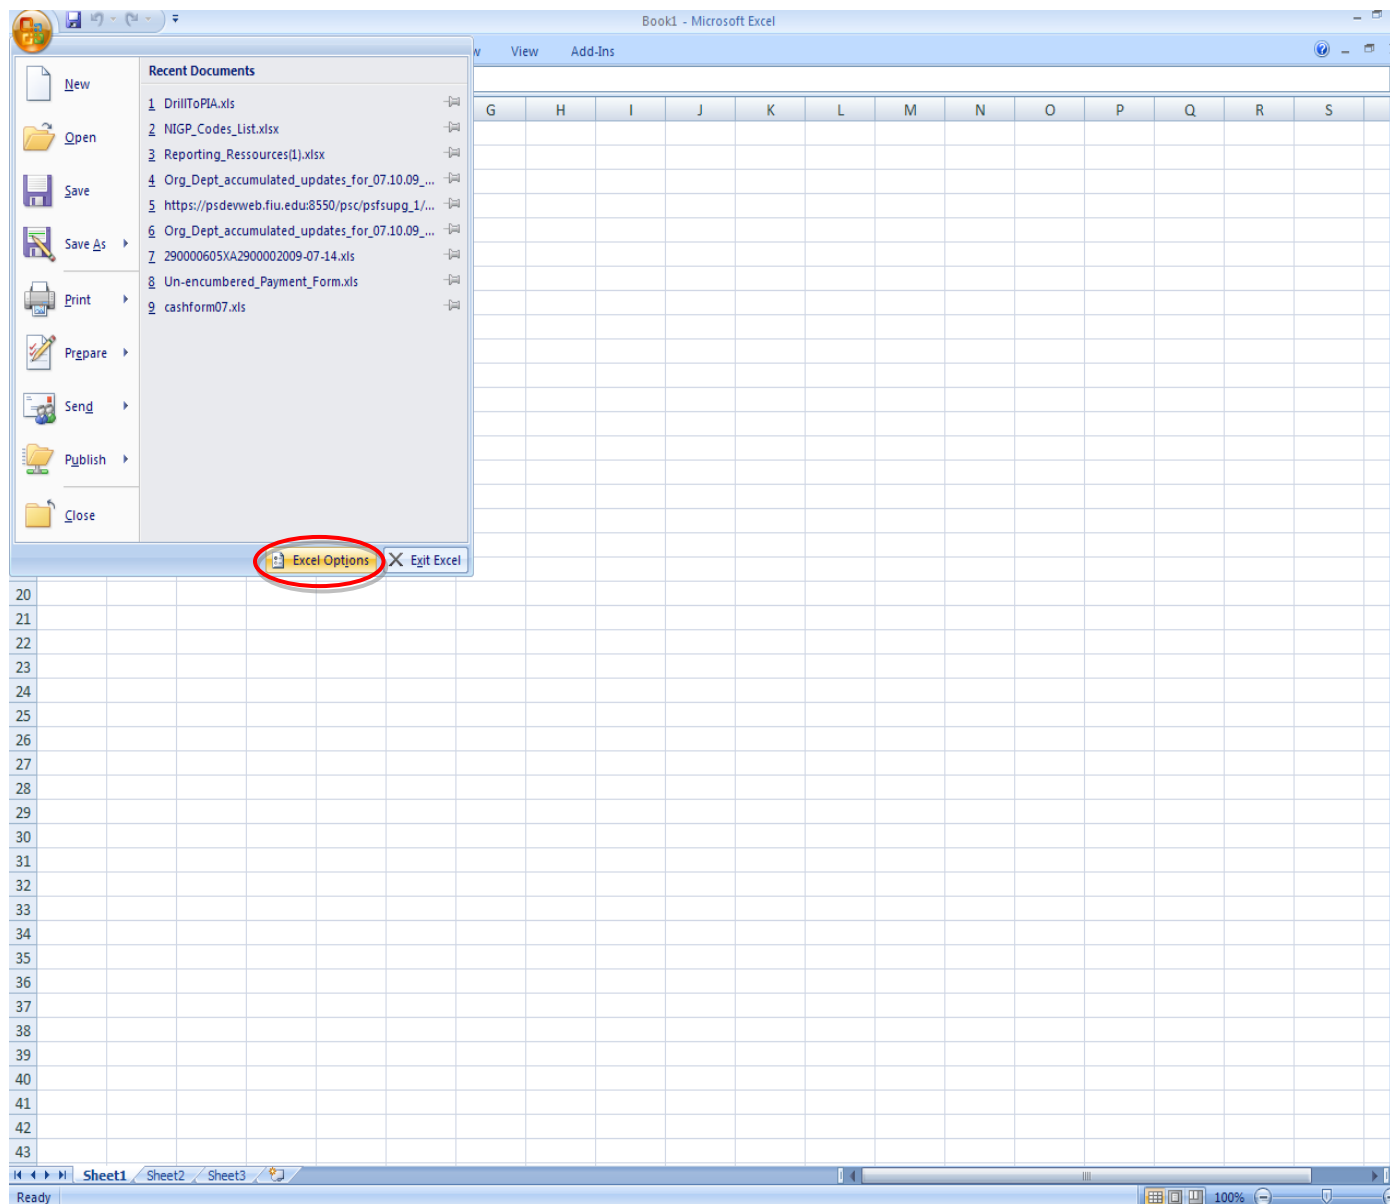 Book1 - Microsoft Excel
View Add-Ins
Recent Documents
New
Open
Save
Save As
Print
Prepare
Send
Publish
Close
1 DrillToPIA.xls
2 NIGP_Codes_List.xlsx
3 Reporting_Ressources(1).xlsx
4 Org_Dept_accumulated_updates_for_07.10.09_...
5 https://psdevweb.fiu.edu:8550/psc/psfsupg_1/...
6 Org_Dept_accumulated_updates_for_07.10.09_...
7 290000605XA2900002009-07-14.xls
8 Un-encumbered_Payment_Form.xls
9 cashform07.xls
Excel Options Exit Excel
G H I J K L M N O P Q R S
20
21
22
23
24
25
26
27
28
29
30
31
32
33
34
35
36
37
38
39
40
41
42
43
Sheet1 Sheet2 Sheet3
Ready 100%